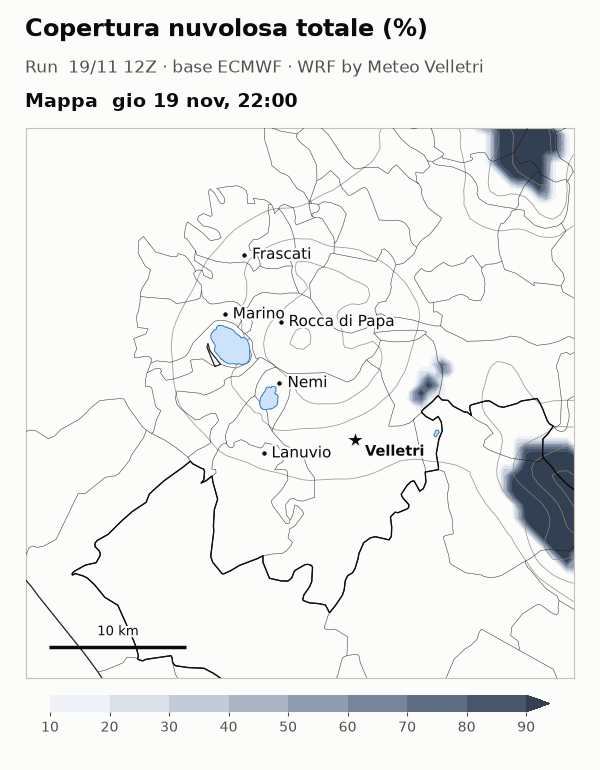 Copertura nuvolosa totale (%)
Run 19/11 12Z · base ECMWF · WRF by Meteo Velletri
Mappa gio 19 nov, 22:00
Frascati
Marino
Rocca di Papa
Nemi
Velletri
Lanuvio
10 km
10 20 30 40 50 60 70 80 90